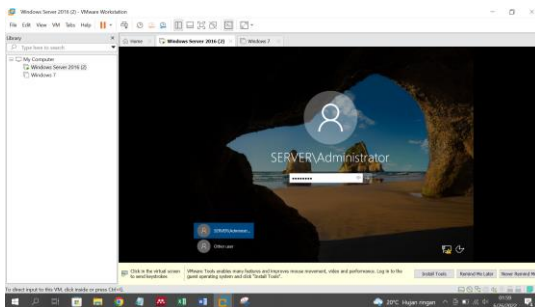 Windows Server 2016 (2) - VMware Workstation
File Edit View VM Tabs Help
Library
Type here to search
Home
Windows Server 2016 (2)
Windows 7
My Computer
Windows Server 2016 (2)
Windows 7
SERVER\Administrator
SERVER\Administr...
Other user
Click in the virtual screen
to send keystrokes
VMware Tools enables many features and improves mouse movement, video and performance. Log in to the
guest operating system and click "Install Tools".
Install Tools
Remind Me Later
Never Remind Me
To direct input to this VM, click inside or press Ctrl+G.
20°C Hujan ringan